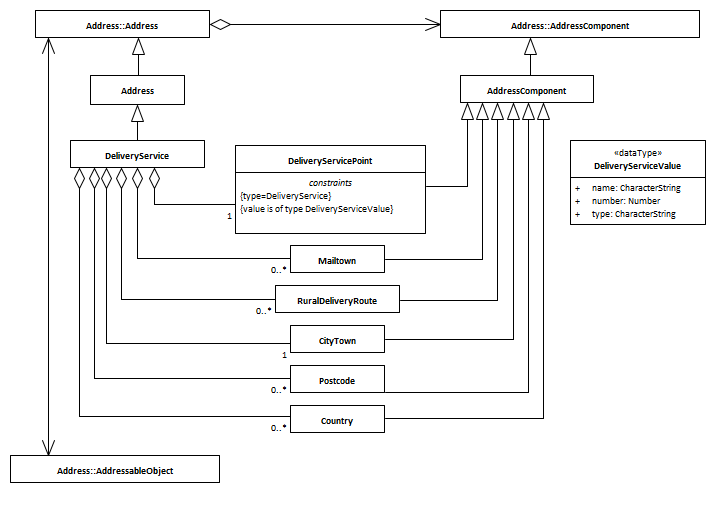 Address::Address
Address::AddressComponent
Address
AddressComponent
DeliveryService
DeliveryServicePoint
constraints
{type=DeliveryService}
{value is of type DeliveryServiceValue}
«dataType»
DeliveryServiceValue
+ name: CharacterString
+ number: Number
+ type: CharacterString
1
Mailtown
0..*
RuralDeliveryRoute
0..*
CityTown
1
Postcode
0..*
Country
0..*
Address::AddressableObject